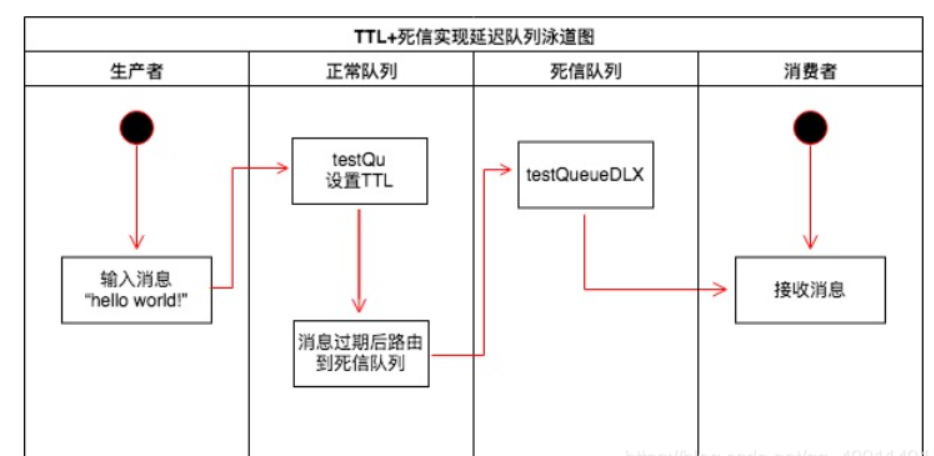 TTL+死信实现延迟队列泳道图
生产者
正常队列
死信队列
消费者
testQu
设置TTL
testQueueDLX
输入消息
“hello world!”
接收消息
消息过期后路由
到死信队列